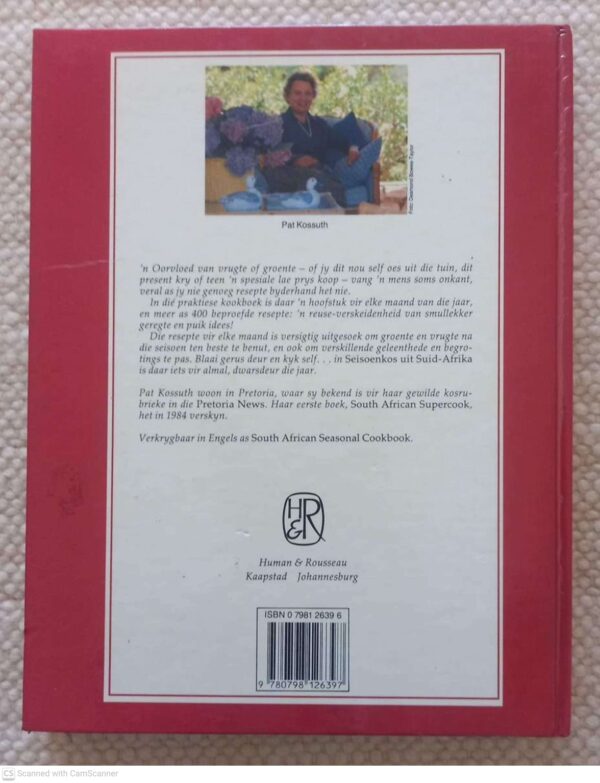 Foto: Desmond Bowes-Taylor
Pat Kossuth
'n Oorvloed van vrugte of groente – of jy dit nou self oes uit die tuin, dit
present kry of teen 'n spesiale lae prys koop – vang 'n mens soms onkant,
veral as jy nie genoeg resepte byderhand het nie.
In dié praktiese kookboek is daar 'n hoofstuk vir elke maand van die jaar,
en meer as 400 beproefde resepte: 'n reuse-verskeidenheid van smullekker
geregte en puik idees!
Die resepte vir elke maand is versigtig uitgesoek om groente en vrugte na
die seisoen ten beste te benut, en ook om verskillende geleenthede en begro-
tings te pas. Blaai gerus deur en kyk self. . . in Seisoenkos uit Suid-Afrika
is daar iets vir almal, dwarsdeur die jaar.
Pat Kossuth woon in Pretoria, waar sy bekend is vir haar gewilde kosru-
brieke in die Pretoria News. Haar eerste boek, South African Supercook,
het in 1984 verskyn.
Verkrygbaar in Engels as South African Seasonal Cookbook.
H&R
Human & Rousseau
Kaapstad Johannesburg
ISBN 0 7981 2639 6
9 780798 126397
CS Scanned with CamScanner